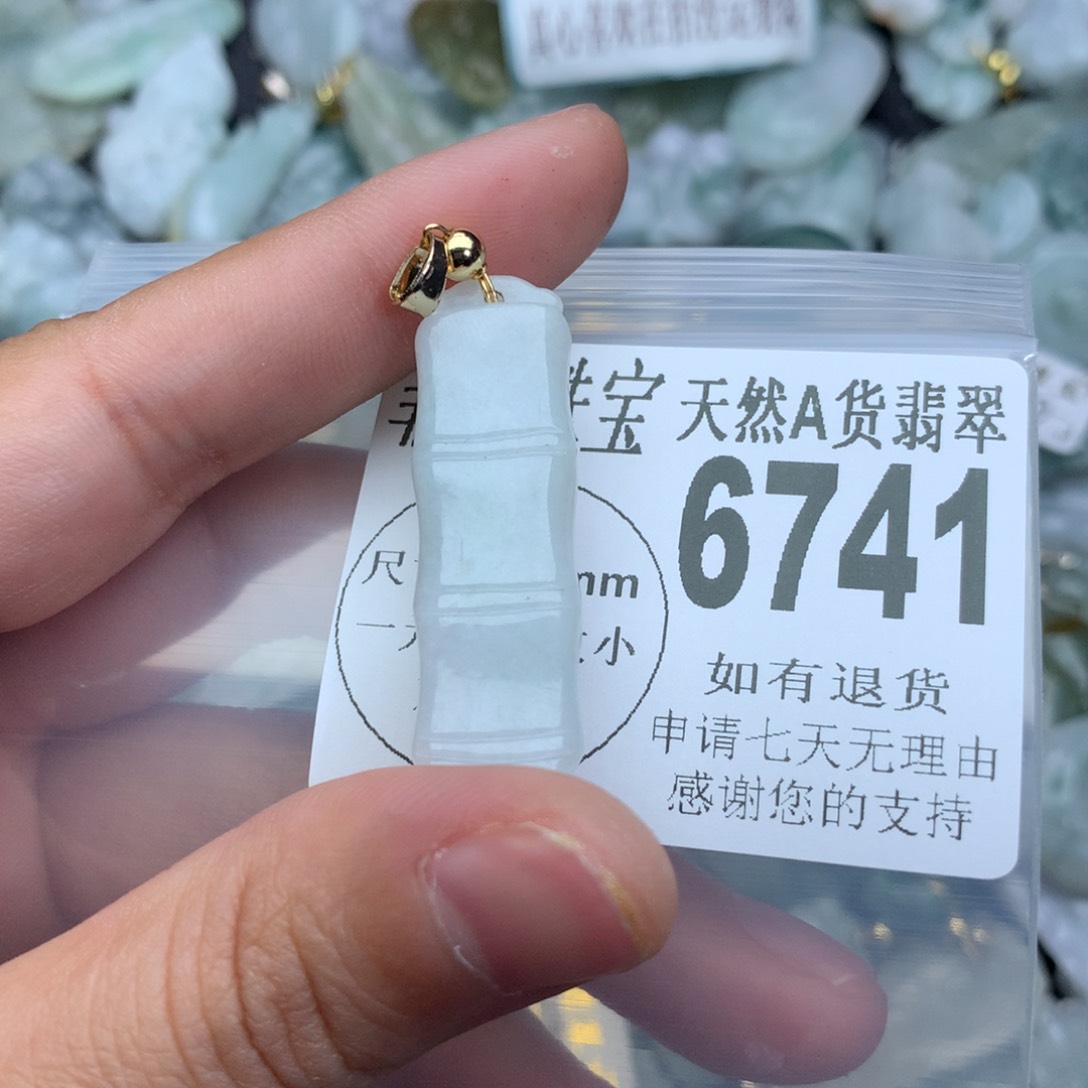 宝 天然A货翡翠
6741
尺 mm
一 小
如有退货
申请七天无理由
感谢您的支持